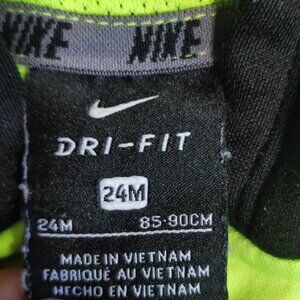 NIKE NIKE
DRI-FIT
24M
24M 85-90CM
MADE IN VIETNAM
FABRIQUÉ AU VIETNAM
HECHO EN VIETNAM